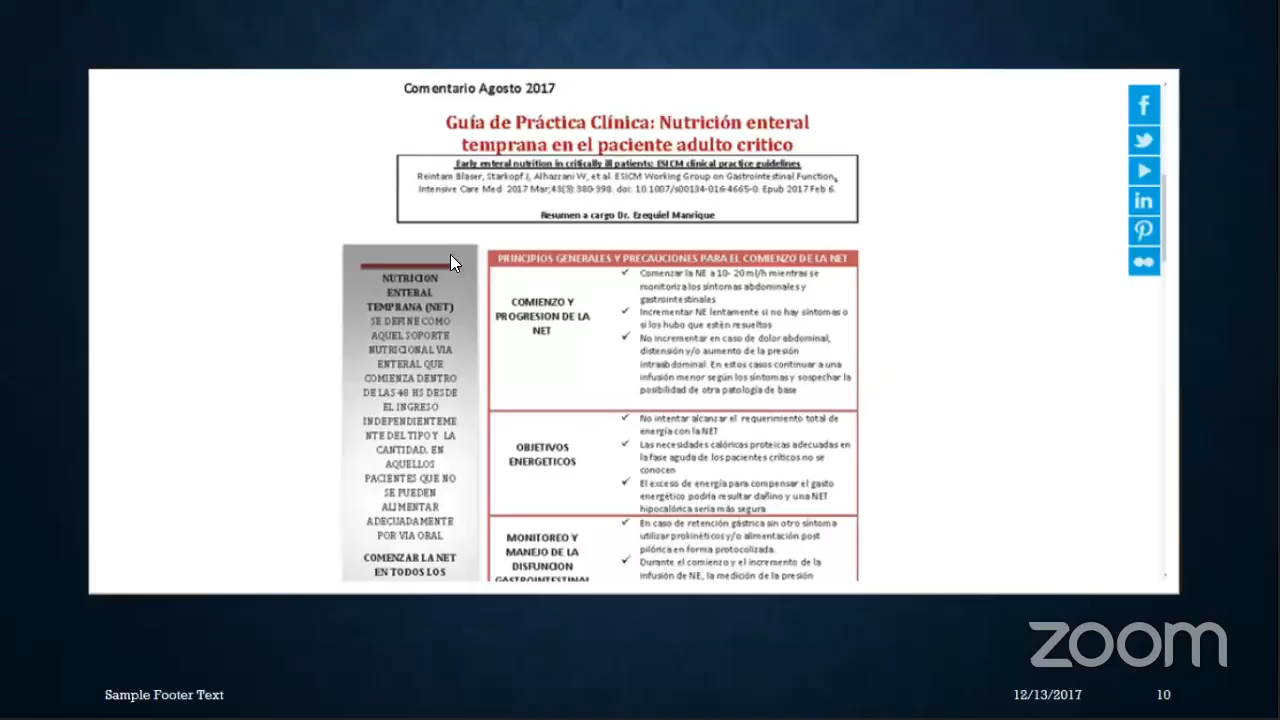 Comentario Agosto 2017
Guía de Práctica Clínica: Nutrición enteral
temprana en el paciente adulto critico
Early enteral nutrition in critically ill patients: ESICM clinical practice guidelines
Reintam Blaser, Starkopf J, Alhazzani W, et al. ESICM Working Group on Gastrointestinal Function,
Intensive Care Med. 2017 Mar;43(3):380-398. doi: 10.1007/s00134-016-4665-0. Epub 2017 Feb 6.
Resumen a cargo Dr. Ezequiel Manrique
NUTRICION
ENTERAL
TEMPRANA (NET)
SE DEFINE COMO
AQUEL SOPORTE
NUTRICIONAL VIA
ENTERAL QUE
COMIENZA DENTRO
DE LAS 48 HS DESDE
EL INGRESO
INDEPENDIENTEME
NTE DEL TIPO Y LA
CANTIDAD, EN
AQUELLOS
PACIENTES QUE NO
SE PUEDEN
ALIMENTAR
ADECUADAMENTE
POR VIA ORAL
COMENZAR LA NET
EN TODOS LOS
PRINCIPIOS GENERALES Y PRECAUCIONES PARA EL COMIENZO DE LA NET
COMIENZO Y
PROGRESION DE LA
NET
✓ Comenzar la NE a 10- 20 ml/h mientras se
monitoriza los síntomas abdominales y
gastrointestinales
✓ Incrementar NE lentamente si no hay síntomas o
si los hubo que estén resueltos
✓ No incrementar en caso de dolor abdominal,
distensión y/o aumento de la presión
intraabdominal. En estos casos continuar a una
infusión menor según los síntomas y sospechar la
posibilidad de otra patología de base
OBJETIVOS
ENERGETICOS
✓ No intentar alcanzar el requerimiento total de
energía con la NET
✓ Las necesidades calóricas proteicas adecuadas en
la fase aguda de los pacientes críticos no se
conocen
✓ El exceso de energía para compensar el gasto
energético podría resultar dañino y una NET
hipocalórica sería más segura
MONITOREO Y
MANEJO DE LA
DISFUNCION
GASTROINTESTINAL
✓ En caso de retención gástrica sin otro síntoma
utilizar prokinéticos y/o alimentación post
pilórica en forma protocolizada.
✓ Durante el comienzo y el incremento de la
infusión de NE, la medición de la presión
zoom
Sample Footer Text
12/13/2017
10